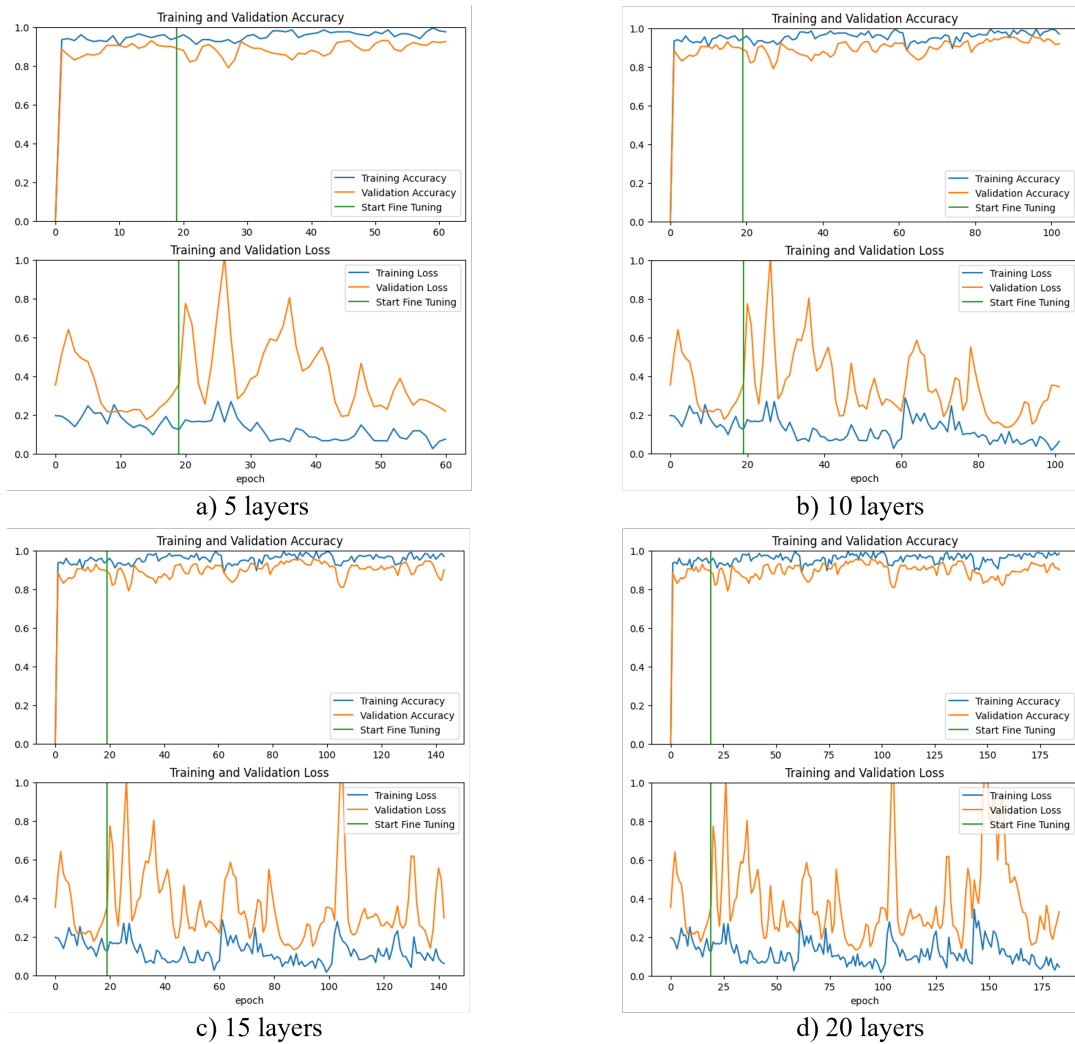 Training and Validation Accuracy
1.0
0.8
0.6
0.4
0.2
0.0
Training Accuracy
Validation Accuracy
Start Fine Tuning
0 10 20 30 40 50 60
Training and Validation Loss
1.0
0.8
0.6
0.4
0.2
0.0
Training Loss
Validation Loss
Start Fine Tuning
0 10 20 30 40 50 60
epoch
a) 5 layers
Training and Validation Accuracy
1.0
0.8
0.6
0.4
0.2
0.0
Training Accuracy
Validation Accuracy
Start Fine Tuning
0 20 40 60 80 100
Training and Validation Loss
1.0
0.8
0.6
0.4
0.2
0.0
Training Loss
Validation Loss
Start Fine Tuning
0 20 40 60 80 100
epoch
b) 10 layers
Training and Validation Accuracy
1.0
0.8
0.6
0.4
0.2
0.0
Training Accuracy
Validation Accuracy
Start Fine Tuning
0 20 40 60 80 100 120 140
Training and Validation Loss
1.0
0.8
0.6
0.4
0.2
0.0
Training Loss
Validation Loss
Start Fine Tuning
0 20 40 60 80 100 120 140
epoch
c) 15 layers
Training and Validation Accuracy
1.0
0.8
0.6
0.4
0.2
0.0
Training Accuracy
Validation Accuracy
Start Fine Tuning
0 25 50 75 100 125 150 175
Training and Validation Loss
1.0
0.8
0.6
0.4
0.2
0.0
Training Loss
Validation Loss
Start Fine Tuning
0 25 50 75 100 125 150 175
epoch
d) 20 layers